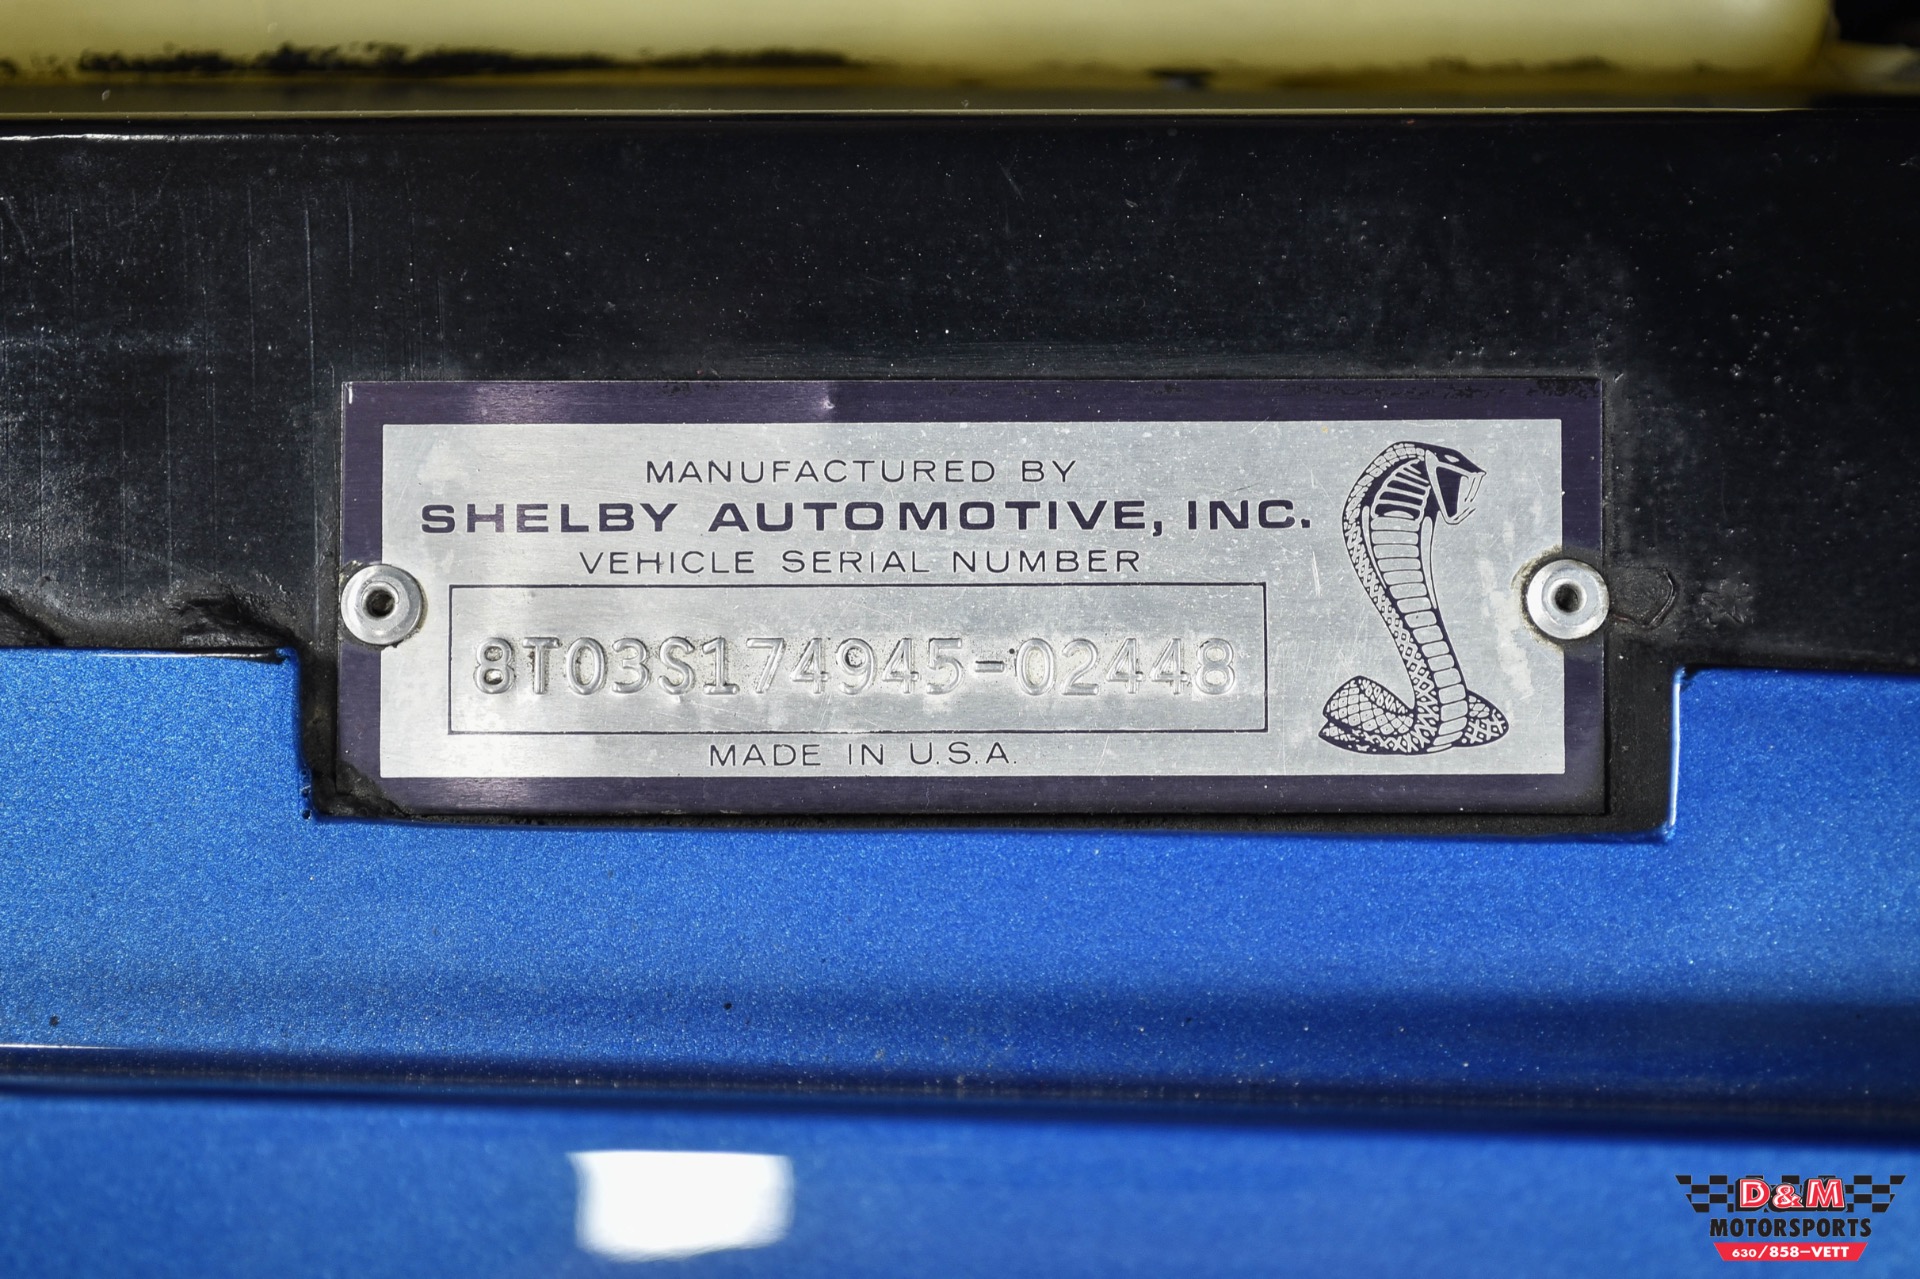 MANUFACTURED BY
SHELBY AUTOMOTIVE, INC.
VEHICLE SERIAL NUMBER
8T03S174945-02448
MADE IN U.S.A.
D&M
MOTORSPORTS
630/858-VETT